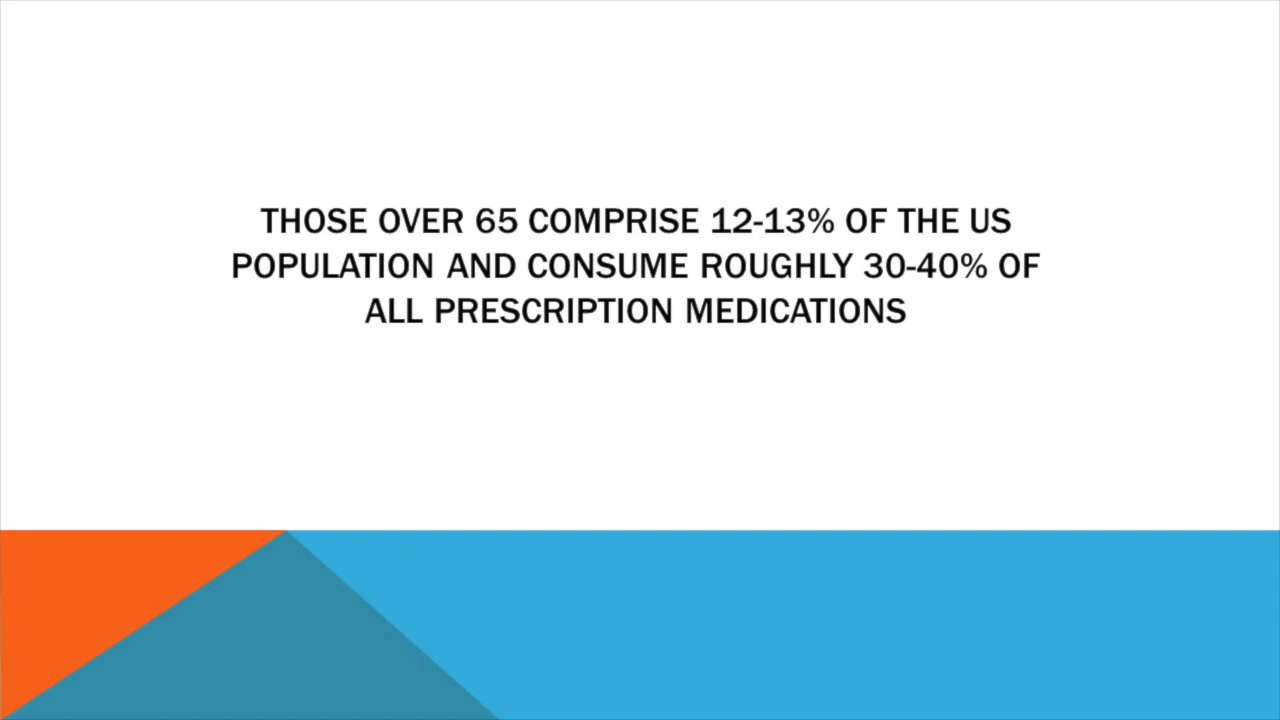 THOSE OVER 65 COMPRISE 12-13% OF THE US
POPULATION AND CONSUME ROUGHLY 30-40% OF
ALL PRESCRIPTION MEDICATIONS